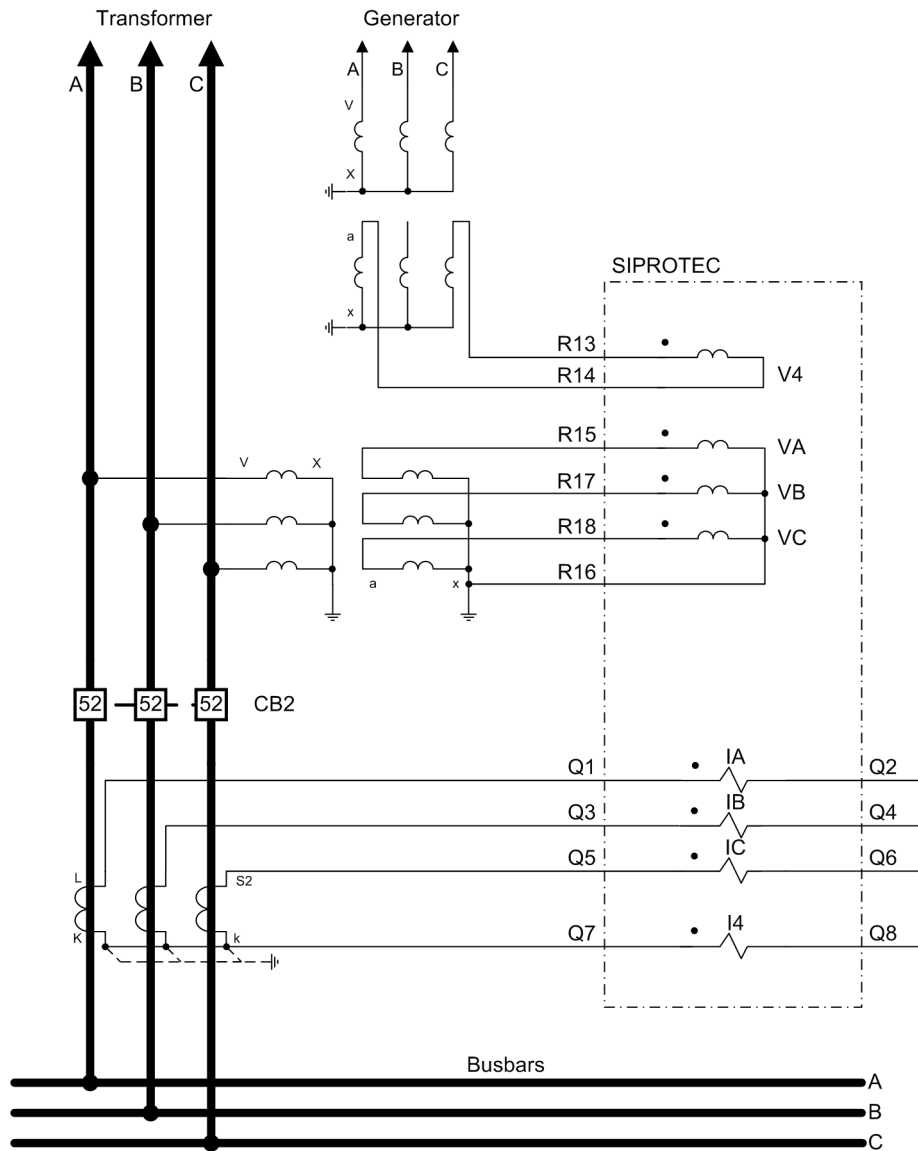 Transformer
Generator
A B C
A B C
V
X
a
x
SIPROTEC
R13
R14
V4
R15
VA
V X
R17
VB
R18
VC
R16
a x
52 52 52 CB2
Q1 IA Q2
Q3 IB Q4
Q5 IC Q6
L S2
K k
Q7 I4 Q8
Busbars
A
B
C